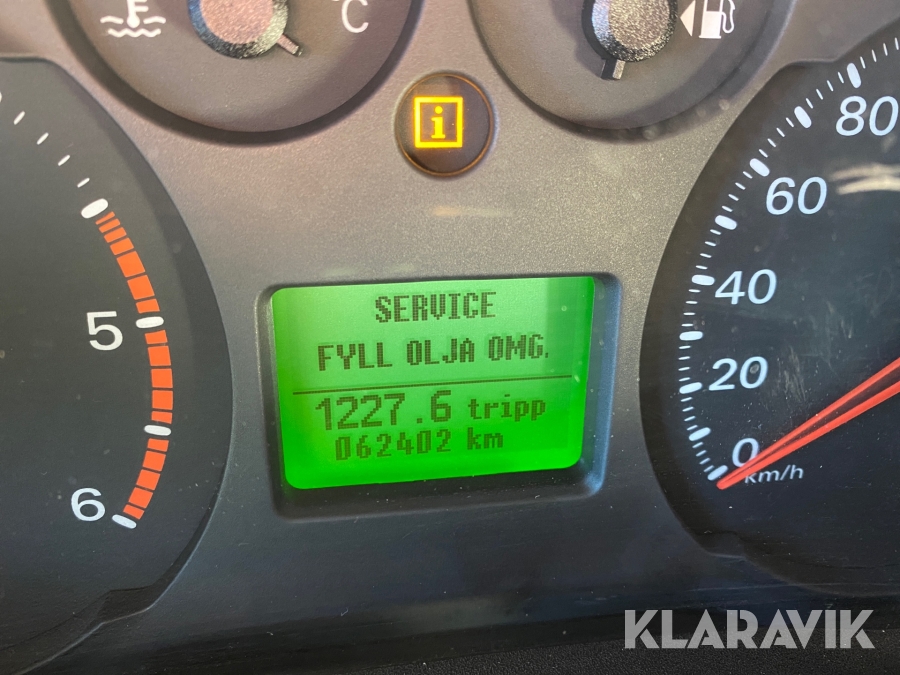 °C
i
80
60
SERVICE
40
5
FYLL OLJA OMG.
20
1227.6 tripp
062402 km
0
km/h
6
KLARAVIK